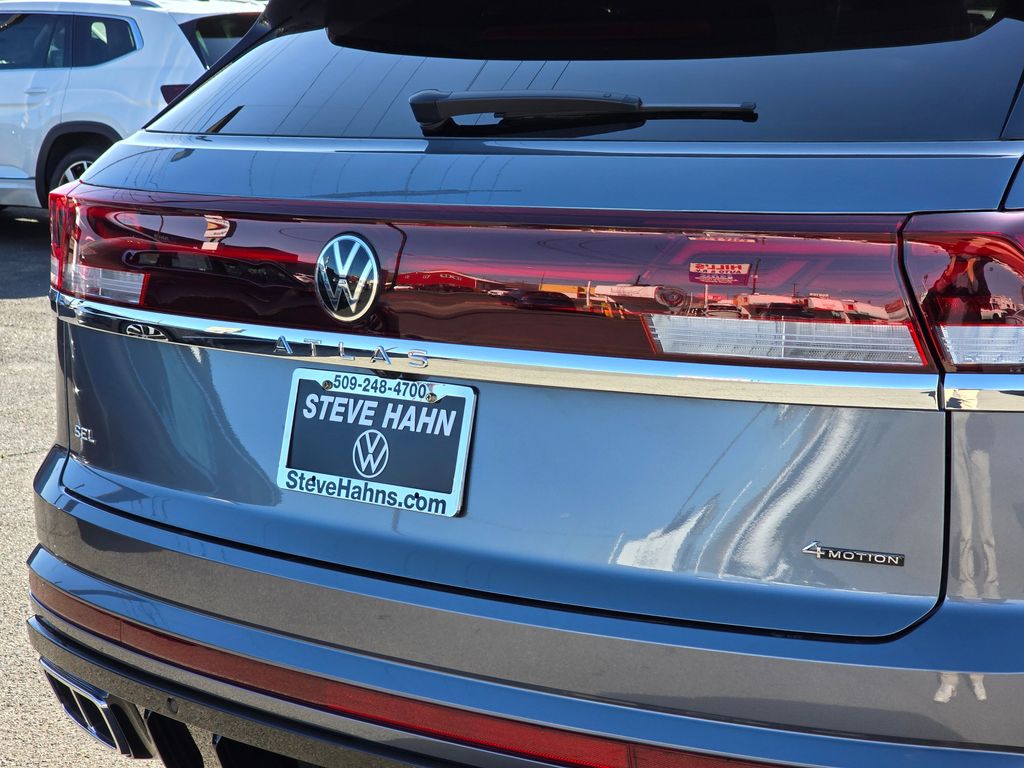 ATLAS
509-248-4700
STEVE HAHN
SteveHahns.com
SEL
4MOTION